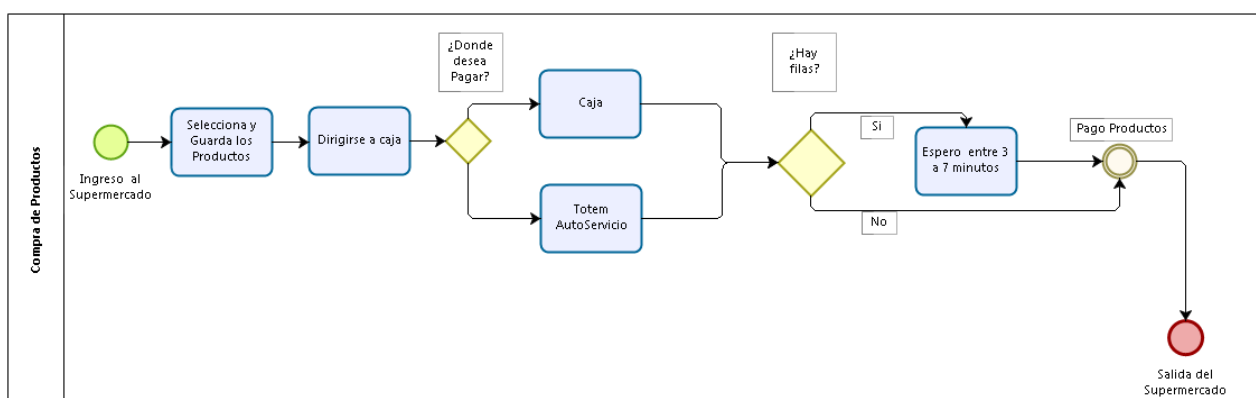 Compra de Productos
Ingreso al
Supermercado
Selecciona y
Guarda los
Productos
Dirigirse a caja
¿Donde
desea
Pagar?
Caja
Totem
AutoServicio
¿Hay
filas?
Si
No
Espero entre 3
a 7 minutos
Pago Productos
Salida del
Supermercado